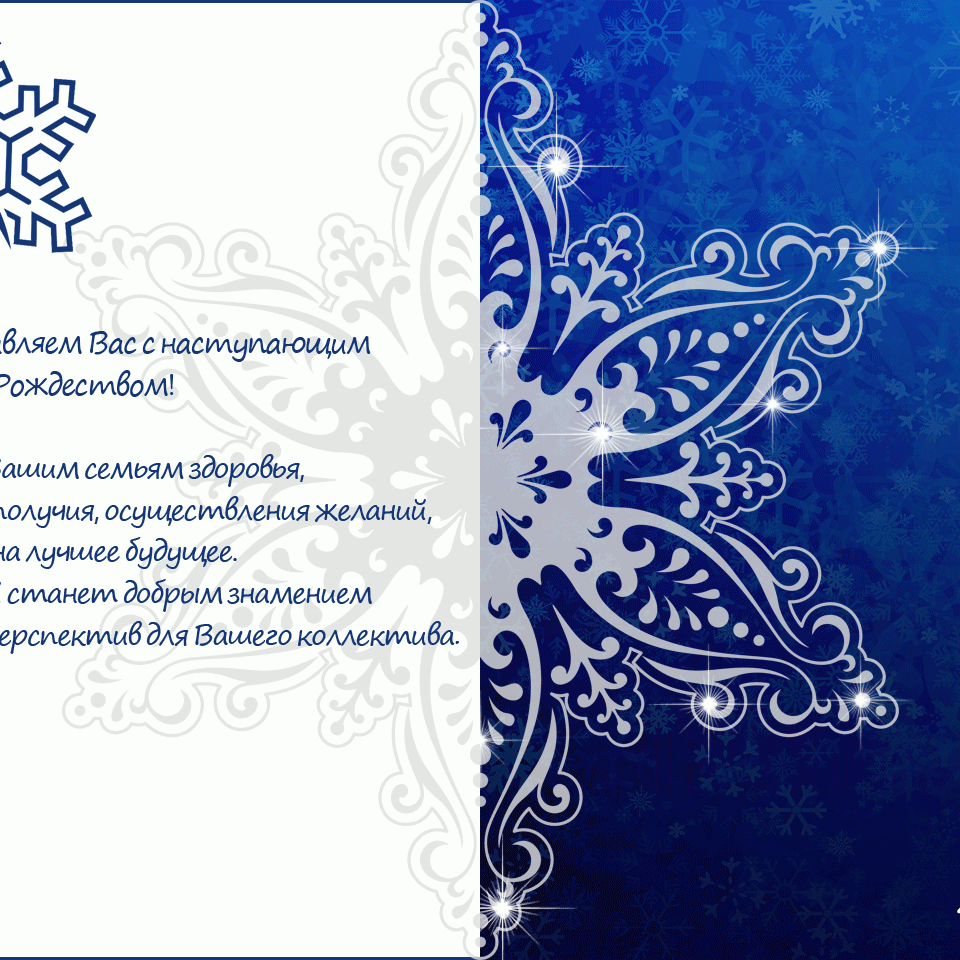 вляем Вас с наступающим
Рождеством!
Вашим семьям здоровья,
получия, осуществления желаний,
на лучшее будущее.
станет добрым знамением
ерспектив для Вашего коллектива.